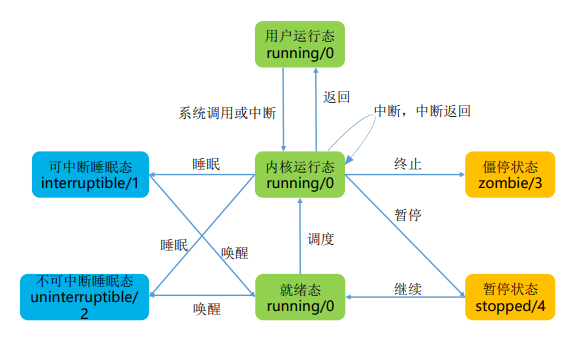 用户运行态
running/0
系统调用或中断
返回
中断，中断返回
可中断睡眠态
interruptible/1
睡眠
内核运行态
running/0
终止
僵停状态
zombie/3
睡眠
唤醒
调度
暂停
不可中断睡眠态
uninterruptible/
2
唤醒
就绪态
running/0
继续
暂停状态
stopped/4